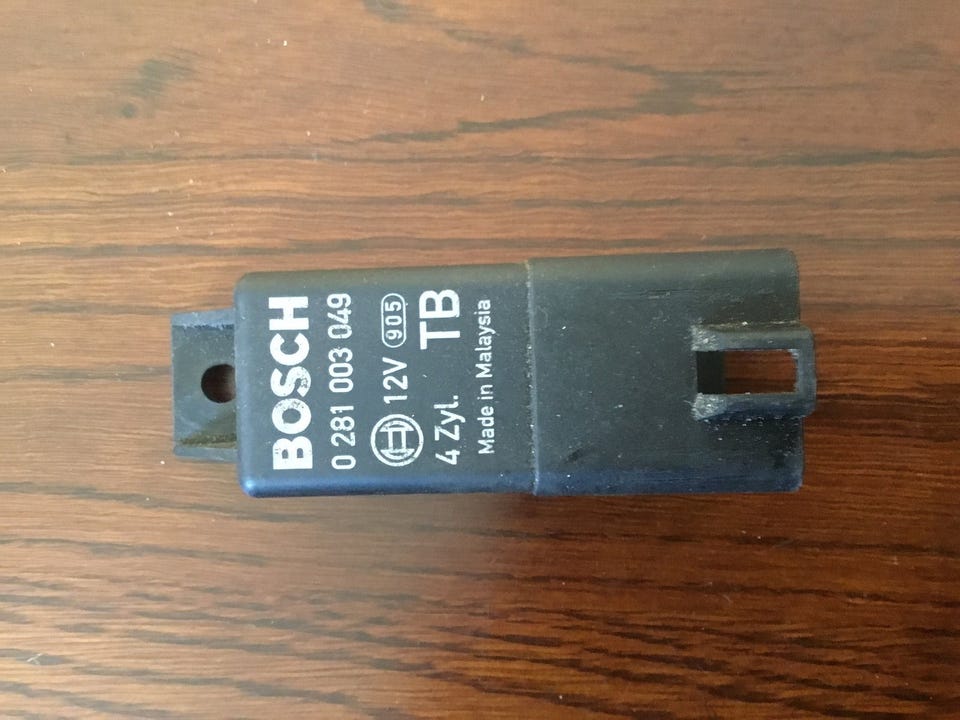 BOSCH
0 281 003 049
12V 905
4 Zyl. TB
Made in Malaysia